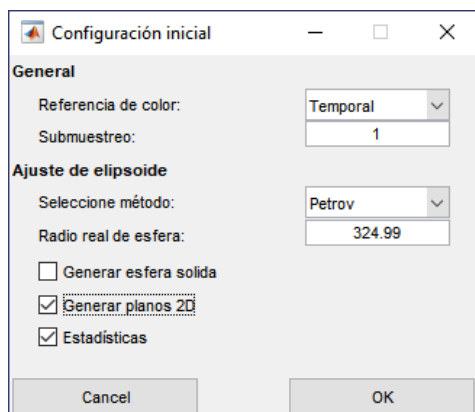 Configuración inicial
General
Referencia de color: Temporal
Submuestreo: 1
Ajuste de elipsoide
Seleccione método: Petrov
Radio real de esfera: 324.99
Generar esfera solida
Generar planos 2D
Estadísticas
Cancel OK